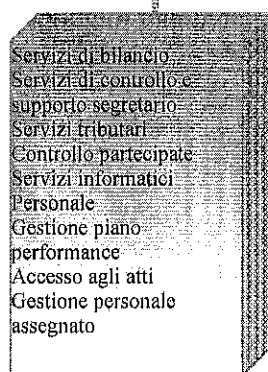 Servizi di bilancio
Servizi di controllo e
supporto segretario
Servizi tributari
Controllo partecipate
Servizi informatici
Personale
Gestione piano
performance
Accesso agli atti
Gestione personale
assegnato